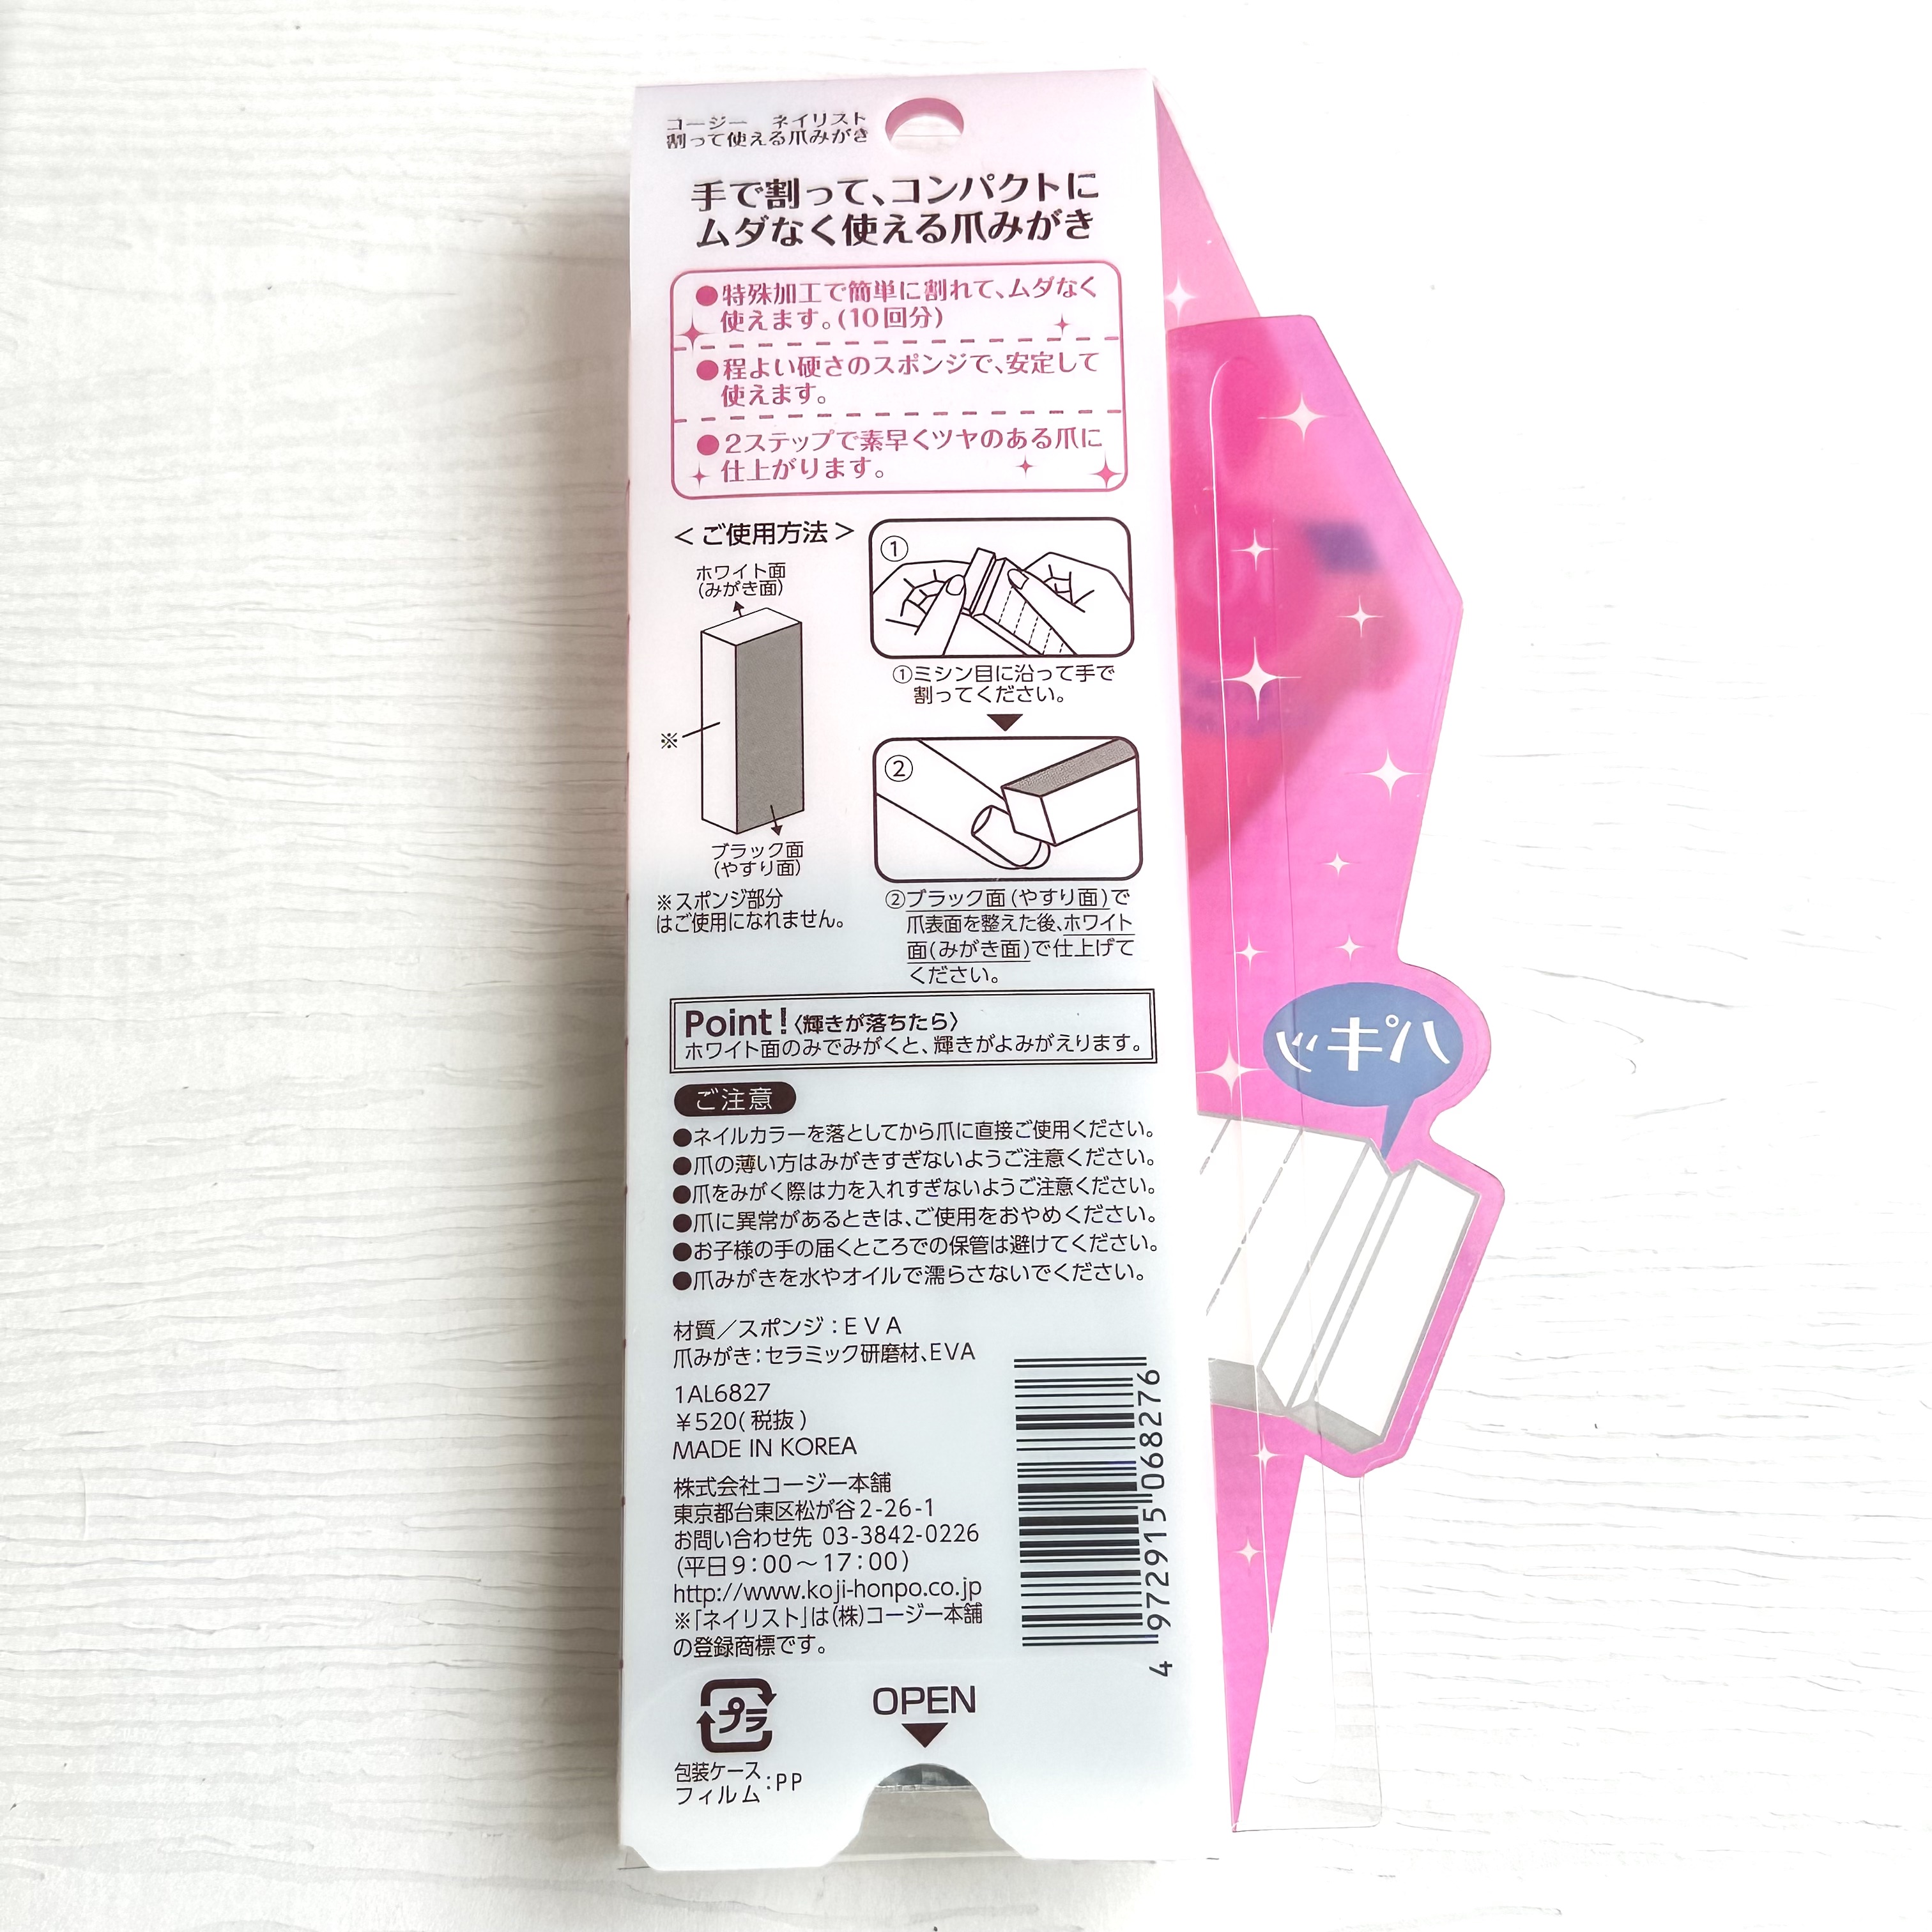 コージー ネイリスト
割って使える爪みがき
手で割って、コンパクトに
ムダなく使える爪みがき
●特殊加工で簡単に割れて、ムダなく
使えます。(10回分)
●程よい硬さのスポンジで、安定して
使えます。
●2ステップで素早くツヤのある爪に
仕上がります。
＜ご使用方法＞
ホワイト面
(みがき面)
※
ブラック面
(やすり面)
※スポンジ部分
はご使用になれません。
①
①ミシン目に沿って手で
割ってください。
②
②ブラック面(やすり面)で
爪表面を整えた後、ホワイト
面(みがき面)で仕上げて
ください。
Point!〈輝きが落ちたら〉
ホワイト面のみでみがくと、輝きがよみがえります。
ご注意
●ネイルカラーを落としてから爪に直接ご使用ください。
●爪の薄い方はみがきすぎないようご注意ください。
●爪をみがく際は力を入れすぎないようご注意ください。
●爪に異常があるときは、ご使用をおやめください。
●お子様の手の届くところでの保管は避けてください。
●爪みがきを水やオイルで濡らさないでください。
材質／スポンジ：EVA
爪みがき：セラミック研磨材、EVA
1AL6827
¥520(税抜)
MADE IN KOREA
株式会社コージー本舗
東京都台東区松が谷2-26-1
お問い合わせ先 03-3842-0226
(平日9：00～17：00)
http://www.koji-honpo.co.jp
※「ネイリスト」は(株)コージー本舗
の登録商標です。
4 972915 068276
プラ
包装ケース
フィルム：PP
OPEN
パキッ